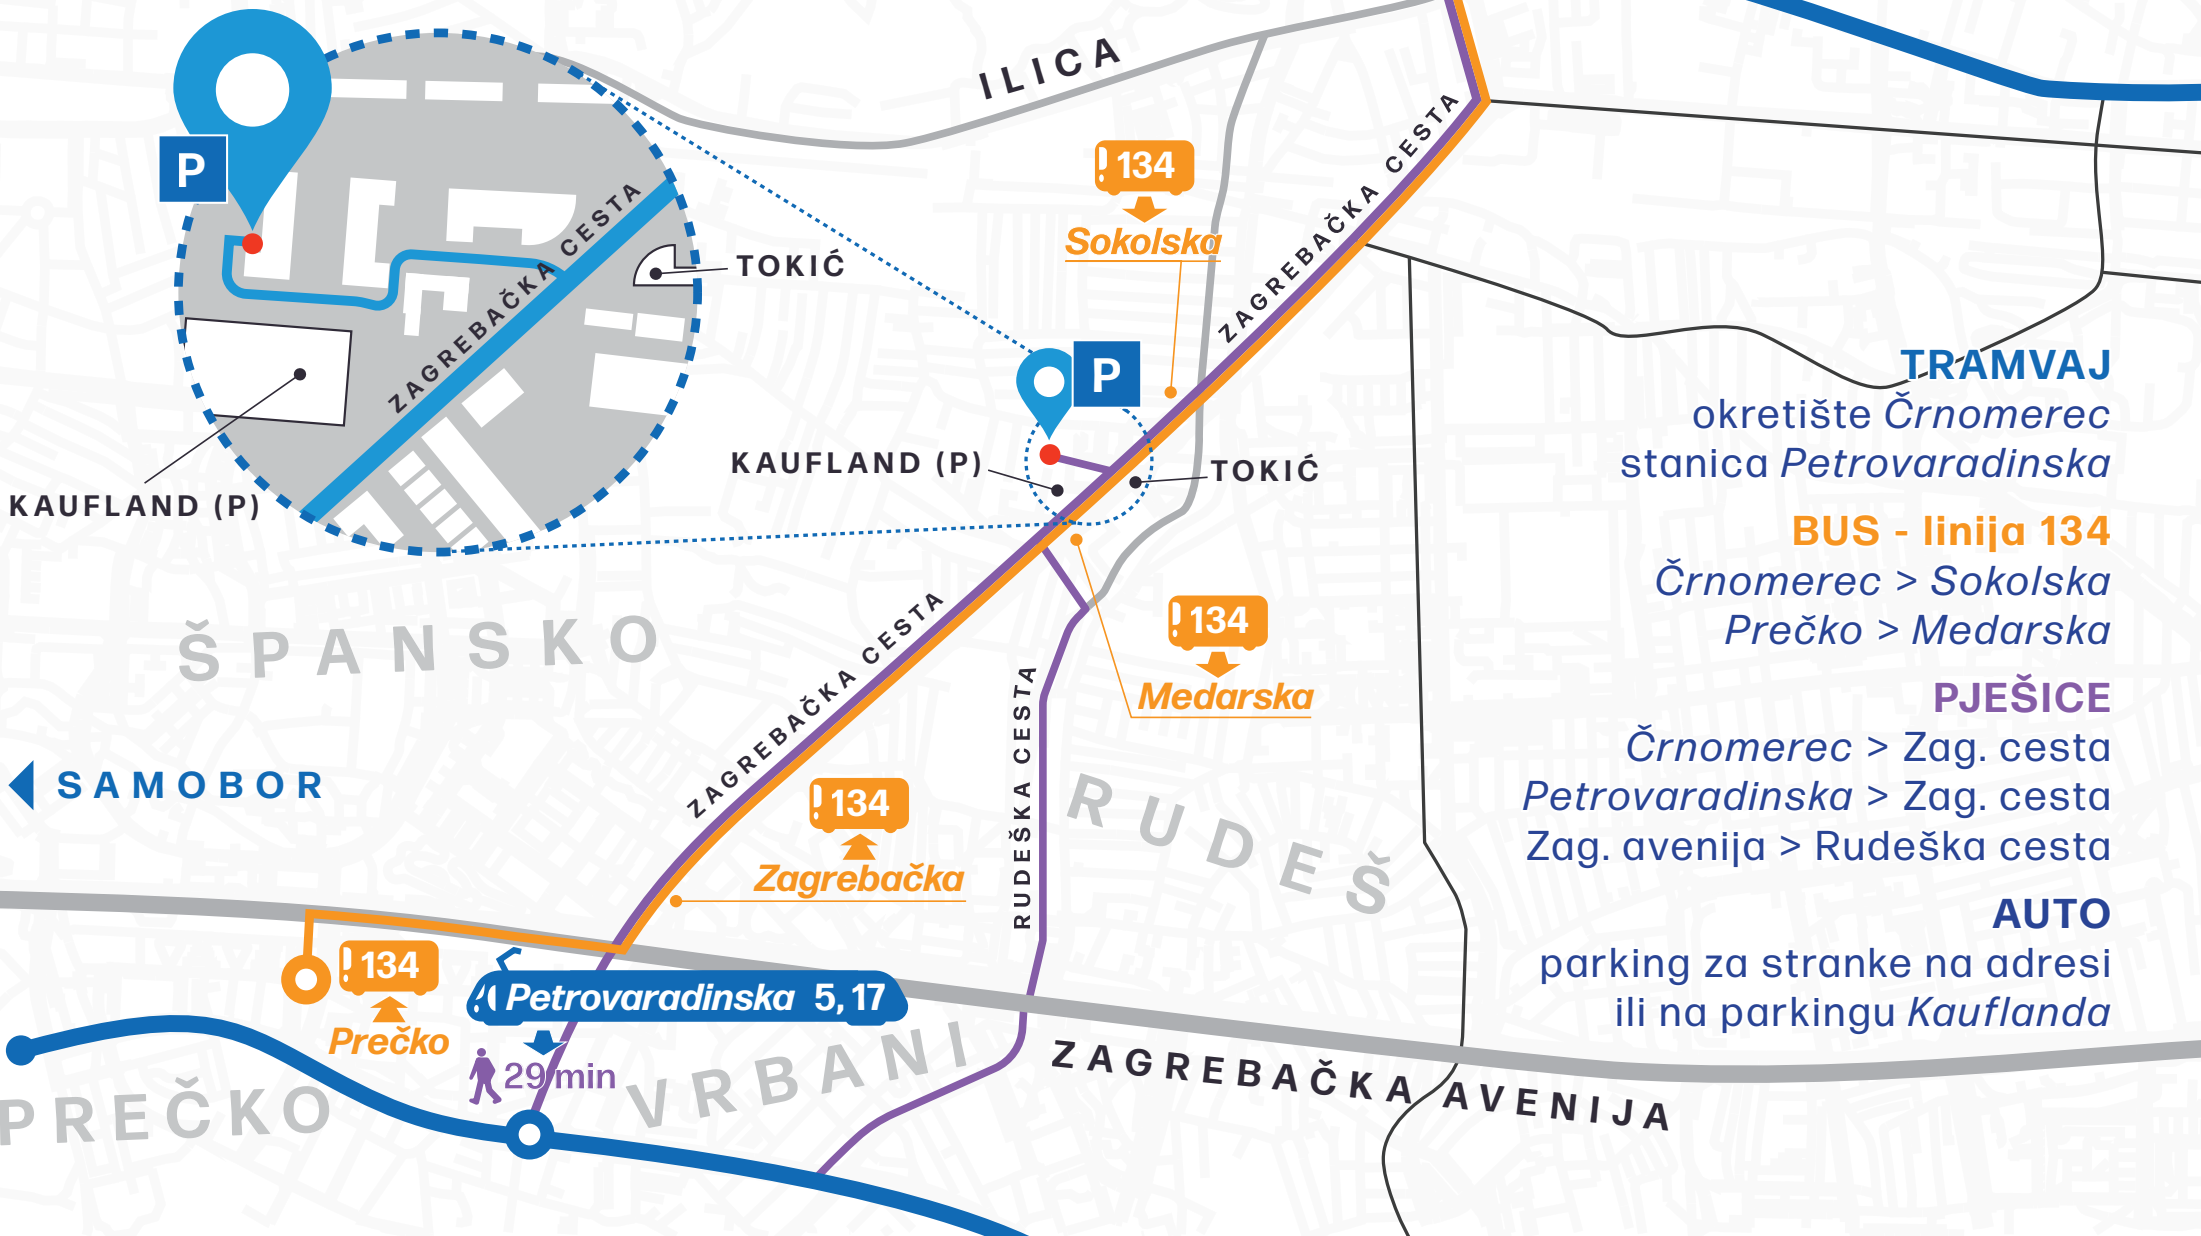 ILICA
P
ZAGREBAČKA CESTA
TOKIĆ
KAUFLAND (P)
134
Sokolska
ZAGREBAČKA CESTA
P
KAUFLAND (P)
TOKIĆ
134
Medarska
ŠPANSKO
ZAGREBAČKA CESTA
SAMOBOR
134
Zagrebačka
RUDEŠKA CESTA
RUDEŠ
134
Prečko
Petrovaradinska 5, 17
29 min
VRBANI
PREČKO
ZAGREBAČKA AVENIJA
TRAMVAJ
okretište Črnomerec
stanica Petrovaradinska
BUS - linija 134
Črnomerec > Sokolska
Prečko > Medarska
PJEŠICE
Črnomerec > Zag. cesta
Petrovaradinska > Zag. cesta
Zag. avenija > Rudeška cesta
AUTO
parking za stranke na adresi
ili na parkingu Kauflanda